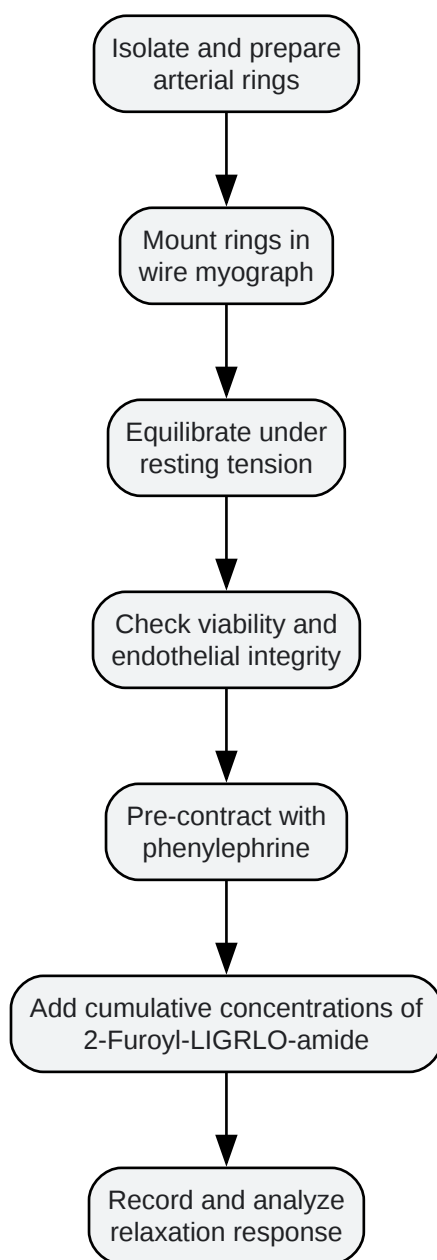 Isolate and prepare
arterial rings
Mount rings in
wire myograph
Equilibrate under
resting tension
Check viability and
endothelial integrity
Pre-contract with
phenylephrine
Add cumulative concentrations of
2-Furoyl-LIGRLO-amide
Record and analyze
relaxation response